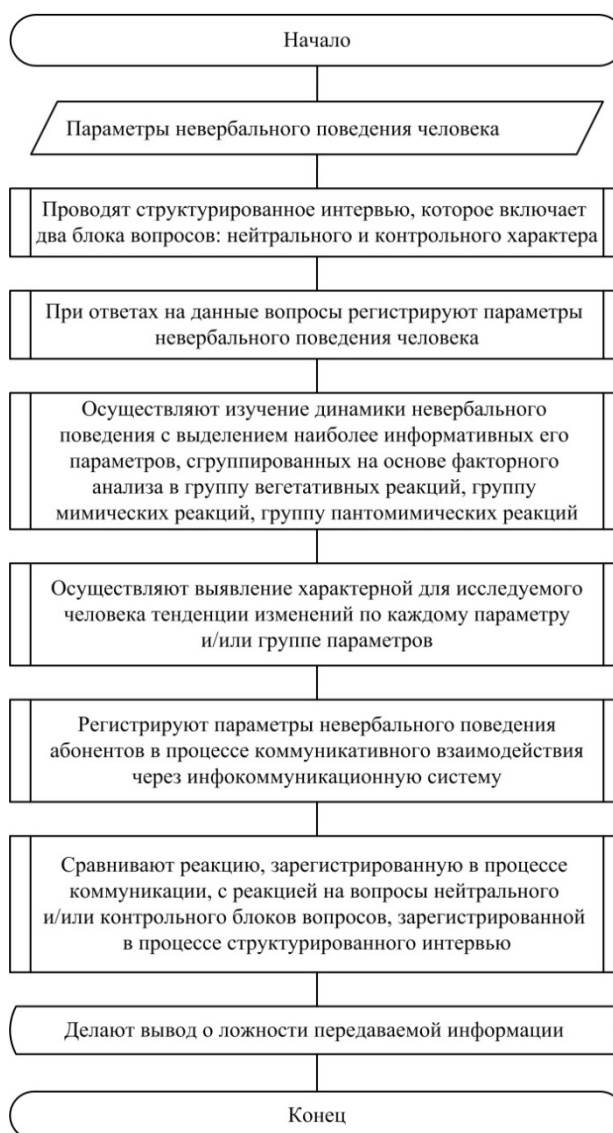 Начало
Параметры невербального поведения человека
Проводят структурированное интервью, которое включает
два блока вопросов: нейтрального и контрольного характера
При ответах на данные вопросы регистрируют параметры
невербального поведения человека
Осуществляют изучение динамики невербального
поведения с выделением наиболее информативных его
параметров, сгруппированных на основе факторного
анализа в группу вегетативных реакций, группу
мимических реакций, группу пантомимических реакций
Осуществляют выявление характерной для исследуемого
человека тенденции изменений по каждому параметру
и/или группе параметров
Регистрируют параметры невербального поведения
абонентов в процессе коммуникативного взаимодействия
через инфокоммуникационную систему
Сравнивают реакцию, зарегистрированную в процессе
коммуникации, с реакцией на вопросы нейтрального
и/или контрольного блоков вопросов, зарегистрированной
в процессе структурированного интервью
Делают вывод о ложности передаваемой информации
Конец